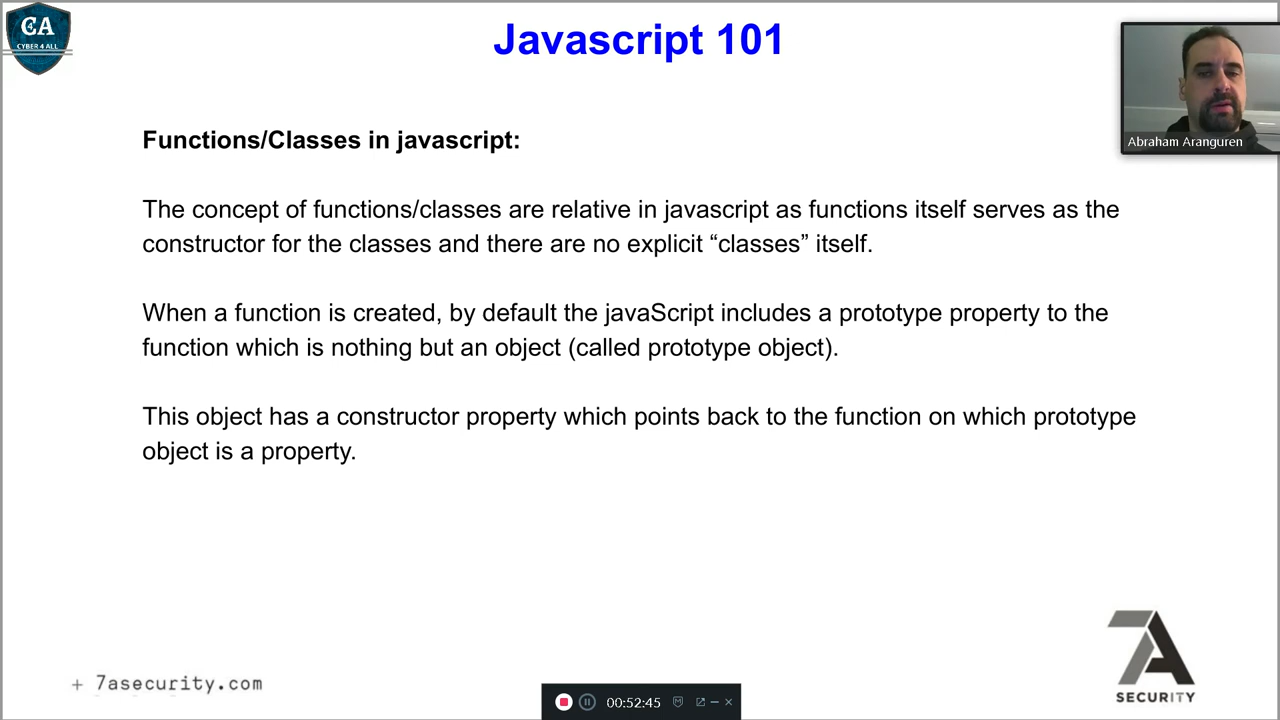 CA
CYBER 4 ALL
Javascript 101
Abraham Aranguren
Functions/Classes in javascript:
The concept of functions/classes are relative in javascript as functions itself serves as the
constructor for the classes and there are no explicit “classes” itself.
When a function is created, by default the javaScript includes a prototype property to the
function which is nothing but an object (called prototype object).
This object has a constructor property which points back to the function on which prototype
object is a property.
+ 7asecurity.com
00:52:45
7A
SECURITY